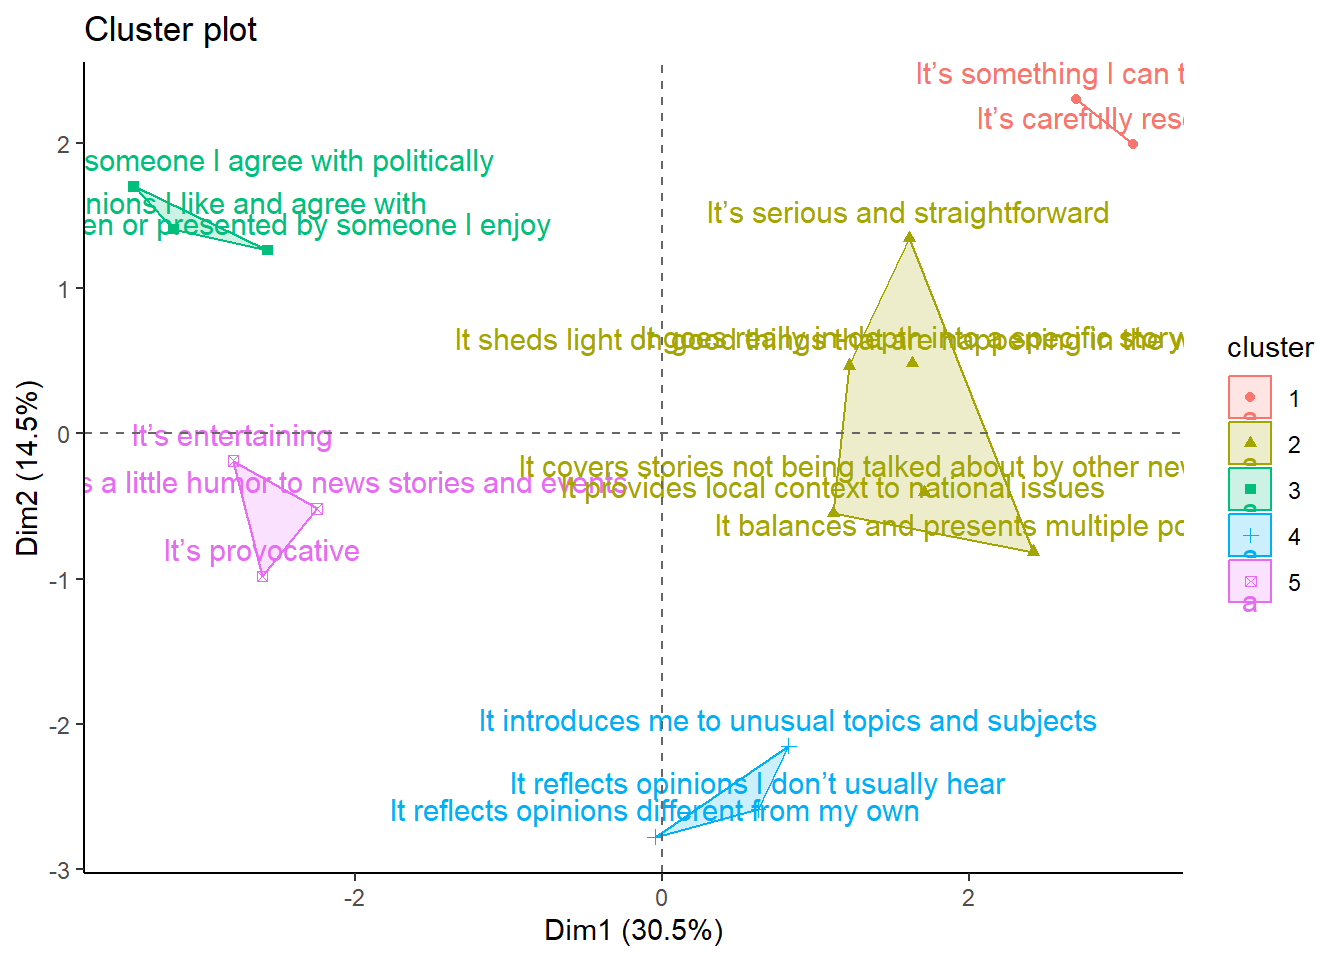 Cluster plot
It’s something I can t
It’s carefully rese
someone I agree with politically
nions I like and agree with
en or presented by someone I enjoy
It’s serious and straightforward
It sheds light on good things that are happening in the w
It goes really in-depth into a specific story
It’s entertaining
s a little humor to news stories and events
It covers stories not being talked about by other nev
It provides local context to national issues
It balances and presents multiple po
It’s provocative
It introduces me to unusual topics and subjects
It reflects opinions I don’t usually hear
It reflects opinions different from my own
2
1
0
-1
-2
-3
-2
0
2
Dim1 (30.5%)
Dim2 (14.5%)
cluster
1
2
3
4
5
a